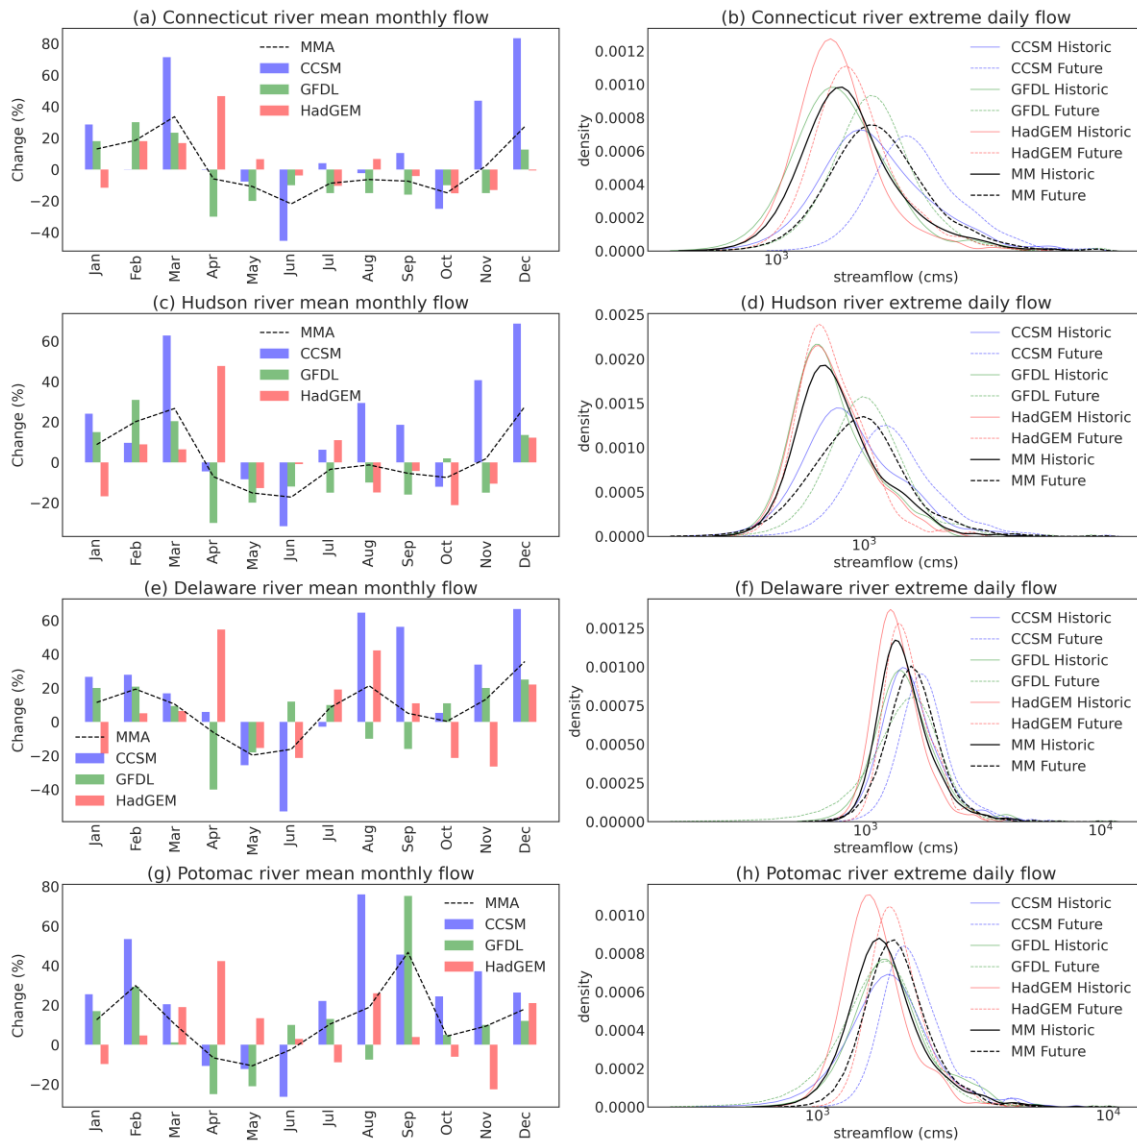 (a) Connecticut river mean monthly flow
Change (%)
80
60
40
20
0
−20
−40
MMA
CCSM
GFDL
HadGEM
Jan Feb Mar Apr May Jun Jul Aug Sep Oct Nov Dec
(b) Connecticut river extreme daily flow
density
0.0012
0.0010
0.0008
0.0006
0.0004
0.0002
0.0000
CCSM Historic
CCSM Future
GFDL Historic
GFDL Future
HadGEM Historic
HadGEM Future
MM Historic
MM Future
10³
streamflow (cms)
(c) Hudson river mean monthly flow
Change (%)
60
40
20
0
−20
MMA
CCSM
GFDL
HadGEM
Jan Feb Mar Apr May Jun Jul Aug Sep Oct Nov Dec
(d) Hudson river extreme daily flow
density
0.0025
0.0020
0.0015
0.0010
0.0005
0.0000
CCSM Historic
CCSM Future
GFDL Historic
GFDL Future
HadGEM Historic
HadGEM Future
MM Historic
MM Future
10³
streamflow (cms)
(e) Delaware river mean monthly flow
Change (%)
60
40
20
0
−20
−40
MMA
CCSM
GFDL
HadGEM
Jan Feb Mar Apr May Jun Jul Aug Sep Oct Nov Dec
(f) Delaware river extreme daily flow
density
0.00125
0.00100
0.00075
0.00050
0.00025
0.00000
CCSM Historic
CCSM Future
GFDL Historic
GFDL Future
HadGEM Historic
HadGEM Future
MM Historic
MM Future
10³ 10⁴
streamflow (cms)
(g) Potomac river mean monthly flow
Change (%)
80
60
40
20
0
−20
MMA
CCSM
GFDL
HadGEM
Jan Feb Mar Apr May Jun Jul Aug Sep Oct Nov Dec
(h) Potomac river extreme daily flow
density
0.0010
0.0008
0.0006
0.0004
0.0002
0.0000
CCSM Historic
CCSM Future
GFDL Historic
GFDL Future
HadGEM Historic
HadGEM Future
MM Historic
MM Future
10³ 10⁴
streamflow (cms)